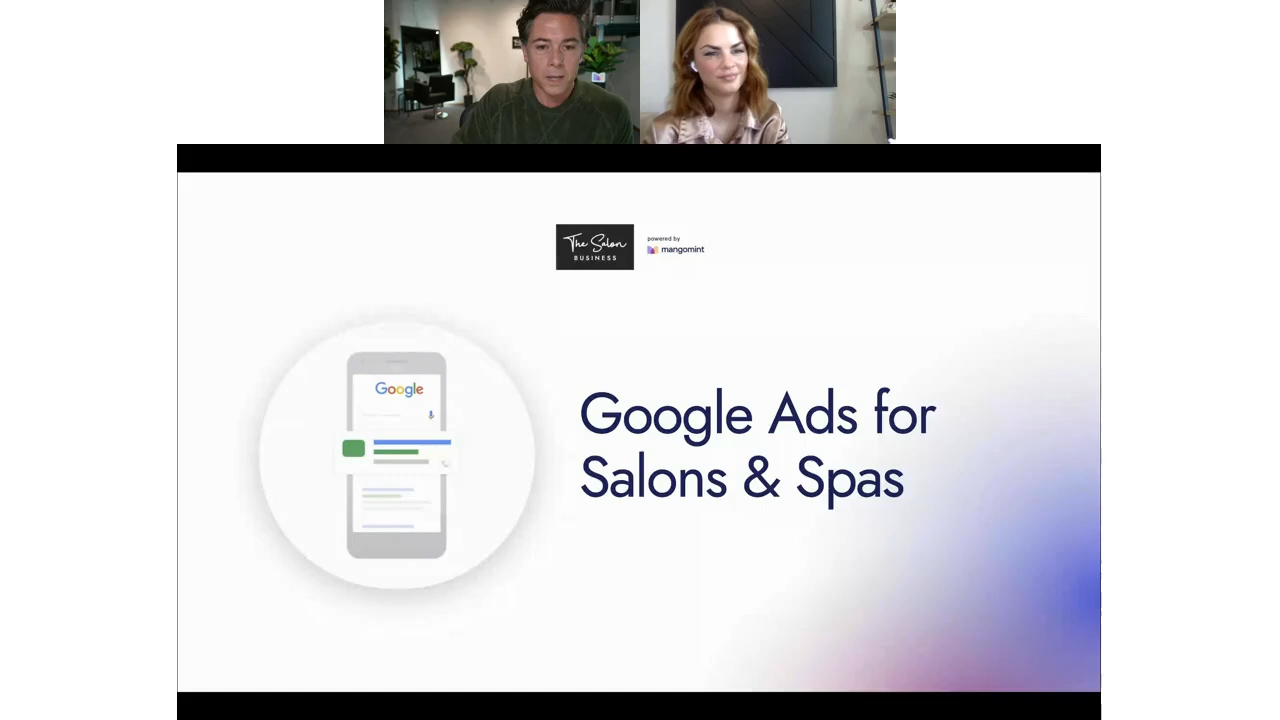 The Salon
BUSINESS
powered by
mangomint
Google
Google Ads for
Salons & Spas